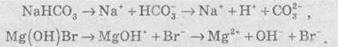 NaHCO₃ → Na⁺ + HCO₃⁻ → Na⁺ + H⁺ + CO₃²⁻ ,
Mg(OH)Br → MgOH⁺ + Br⁻ → Mg²⁺ + OH⁻ + Br⁻ .